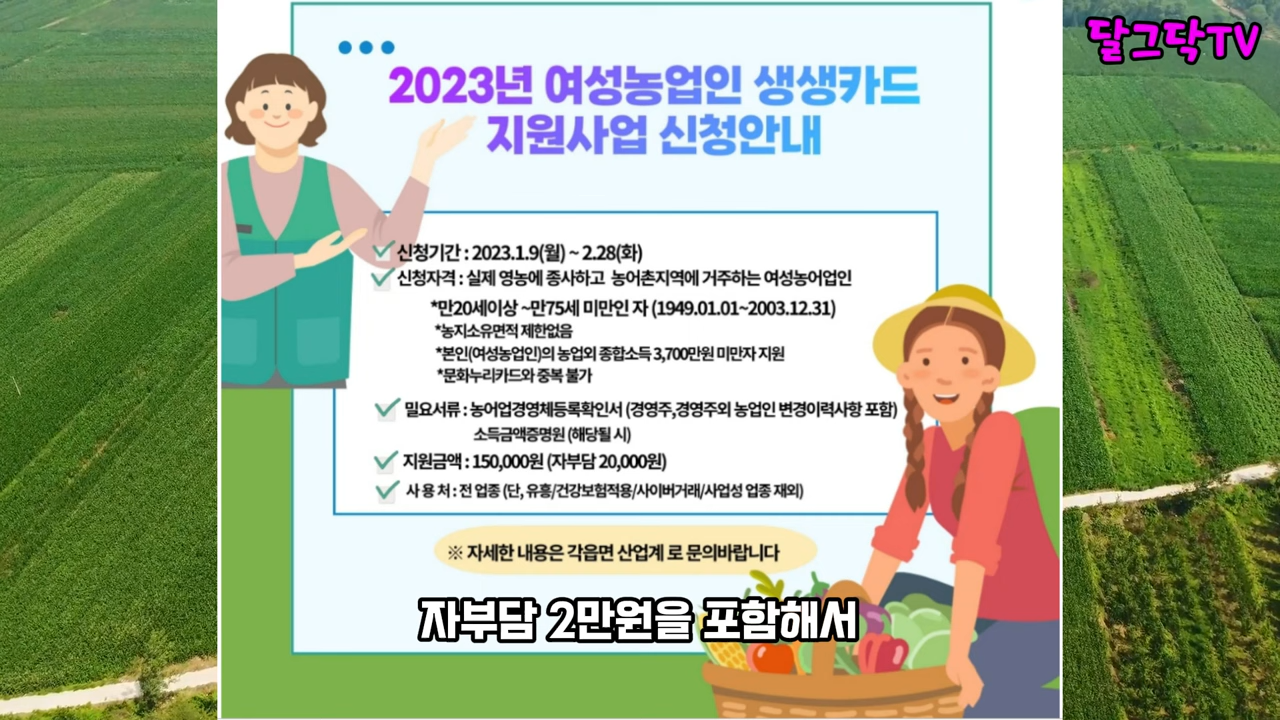 달그닥TV
2023년 여성농업인 생생카드
지원사업 신청안내
신청기간 : 2023.1.9(월) ~ 2.28(화)
신청자격 : 실제 영농에 종사하고 농어촌지역에 거주하는 여성농어업인
*만20세이상 ~만75세 미만인 자 (1949.01.01~2003.12.31)
*농지소유면적 제한없음
*본인(여성농업인)의 농업외 종합소득 3,700만원 미만자 지원
*문화누리카드와 중복 불가
밀요서류 : 농어업경영체등록확인서 (경영주,경영주외 농업인 변경이력사항 포함)
소득금액증명원 (해당될 시)
지원금액 : 150,000원 (자부담 20,000원)
사 용 처 : 전 업종 (단, 유흥/건강보험적용/사이버거래/사업성 업종 재외)
※ 자세한 내용은 각읍면 산업계 로 문의바랍니다
자부담 2만원을 포함해서